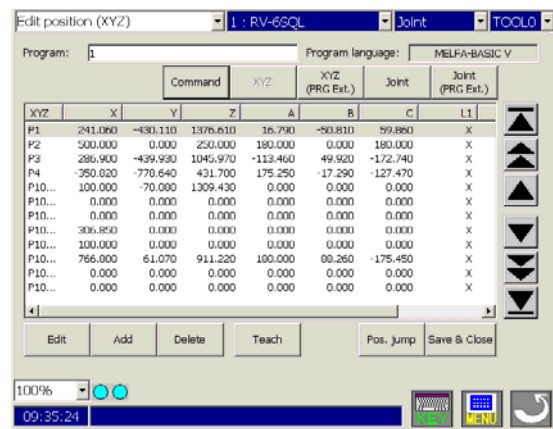 Edit position (XYZ) 1 : RV-6SQL Joint TOOL0
Program: 1 Program language: MELFA-BASIC V
Command XYZ XYZ (PRG Ext.) Joint Joint (PRG Ext.)
XYZ X Y Z A B C L1
P1 241.060 -430.110 1376.610 16.790 -50.810 59.860 X
P2 500.000 0.000 250.000 180.000 0.000 180.000 X
P3 286.900 -439.930 1045.970 -113.460 49.920 -172.740 X
P4 -350.820 -778.640 431.700 175.250 -17.290 -127.470 X
P10... 100.000 -70.080 1309.430 0.000 0.000 0.000 X
P10... 0.000 0.000 0.000 0.000 0.000 0.000 X
P10... 0.000 0.000 0.000 0.000 0.000 0.000 X
P10... 306.850 0.000 0.000 0.000 0.000 0.000 X
P10... 100.000 0.000 0.000 0.000 0.000 0.000 X
P10... 766.800 61.070 911.220 180.000 88.260 -175.450 X
P10... 0.000 0.000 0.000 0.000 0.000 0.000 X
P10... 0.000 0.000 0.000 0.000 0.000 0.000 X
Edit Add Delete Teach Pos. jump Save & Close
100%
09:35:24 KEY MENU